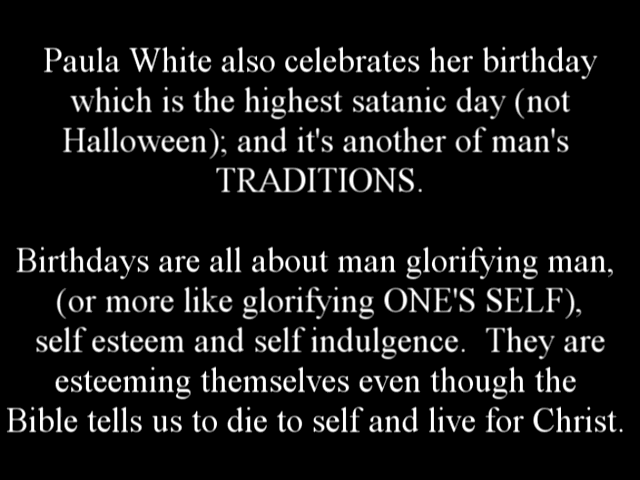 Paula White also celebrates her birthday
which is the highest satanic day (not
Halloween); and it's another of man's
TRADITIONS.
Birthdays are all about man glorifying man,
(or more like glorifying ONE'S SELF),
self esteem and self indulgence.  They are
esteeming themselves even though the
Bible tells us to die to self and live for Christ.